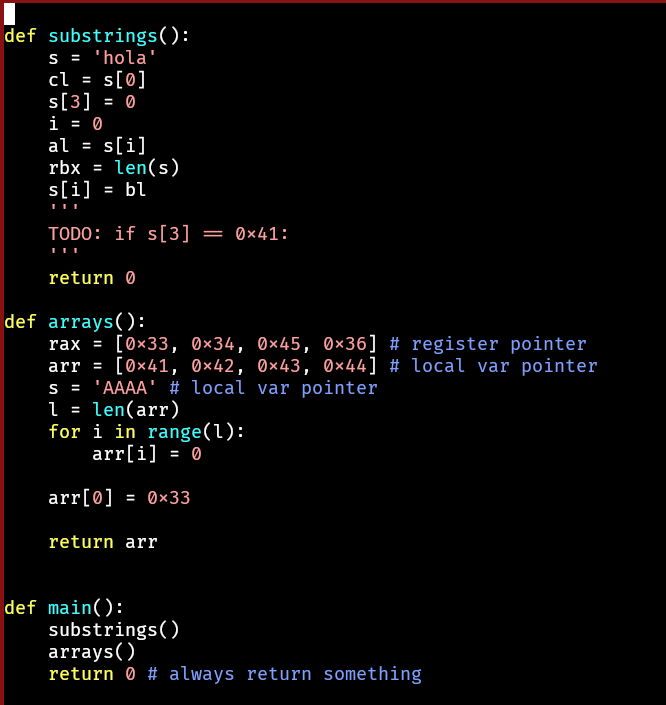 def substrings():
    s = 'hola'
    cl = s[0]
    s[3] = 0
    i = 0
    al = s[i]
    rbx = len(s)
    s[i] = bl
    '''
    TODO: if s[3] == 0x41:
    '''
    return 0

def arrays():
    rax = [0x33, 0x34, 0x45, 0x36] # register pointer
    arr = [0x41, 0x42, 0x43, 0x44] # local var pointer
    s = 'AAAA' # local var pointer
    l = len(arr)
    for i in range(l):
        arr[i] = 0

    arr[0] = 0x33

    return arr


def main():
    substrings()
    arrays()
    return 0 # always return something